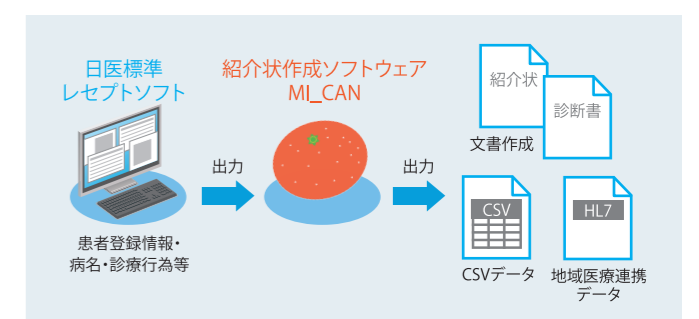 日医標準
レセプトソフト
患者登録情報・
病名・診療行為等
出力
紹介状作成ソフトウェア
MI_CAN
出力
紹介状
診断書
文書作成
CSV
CSVデータ
HL7
地域医療連携
データ